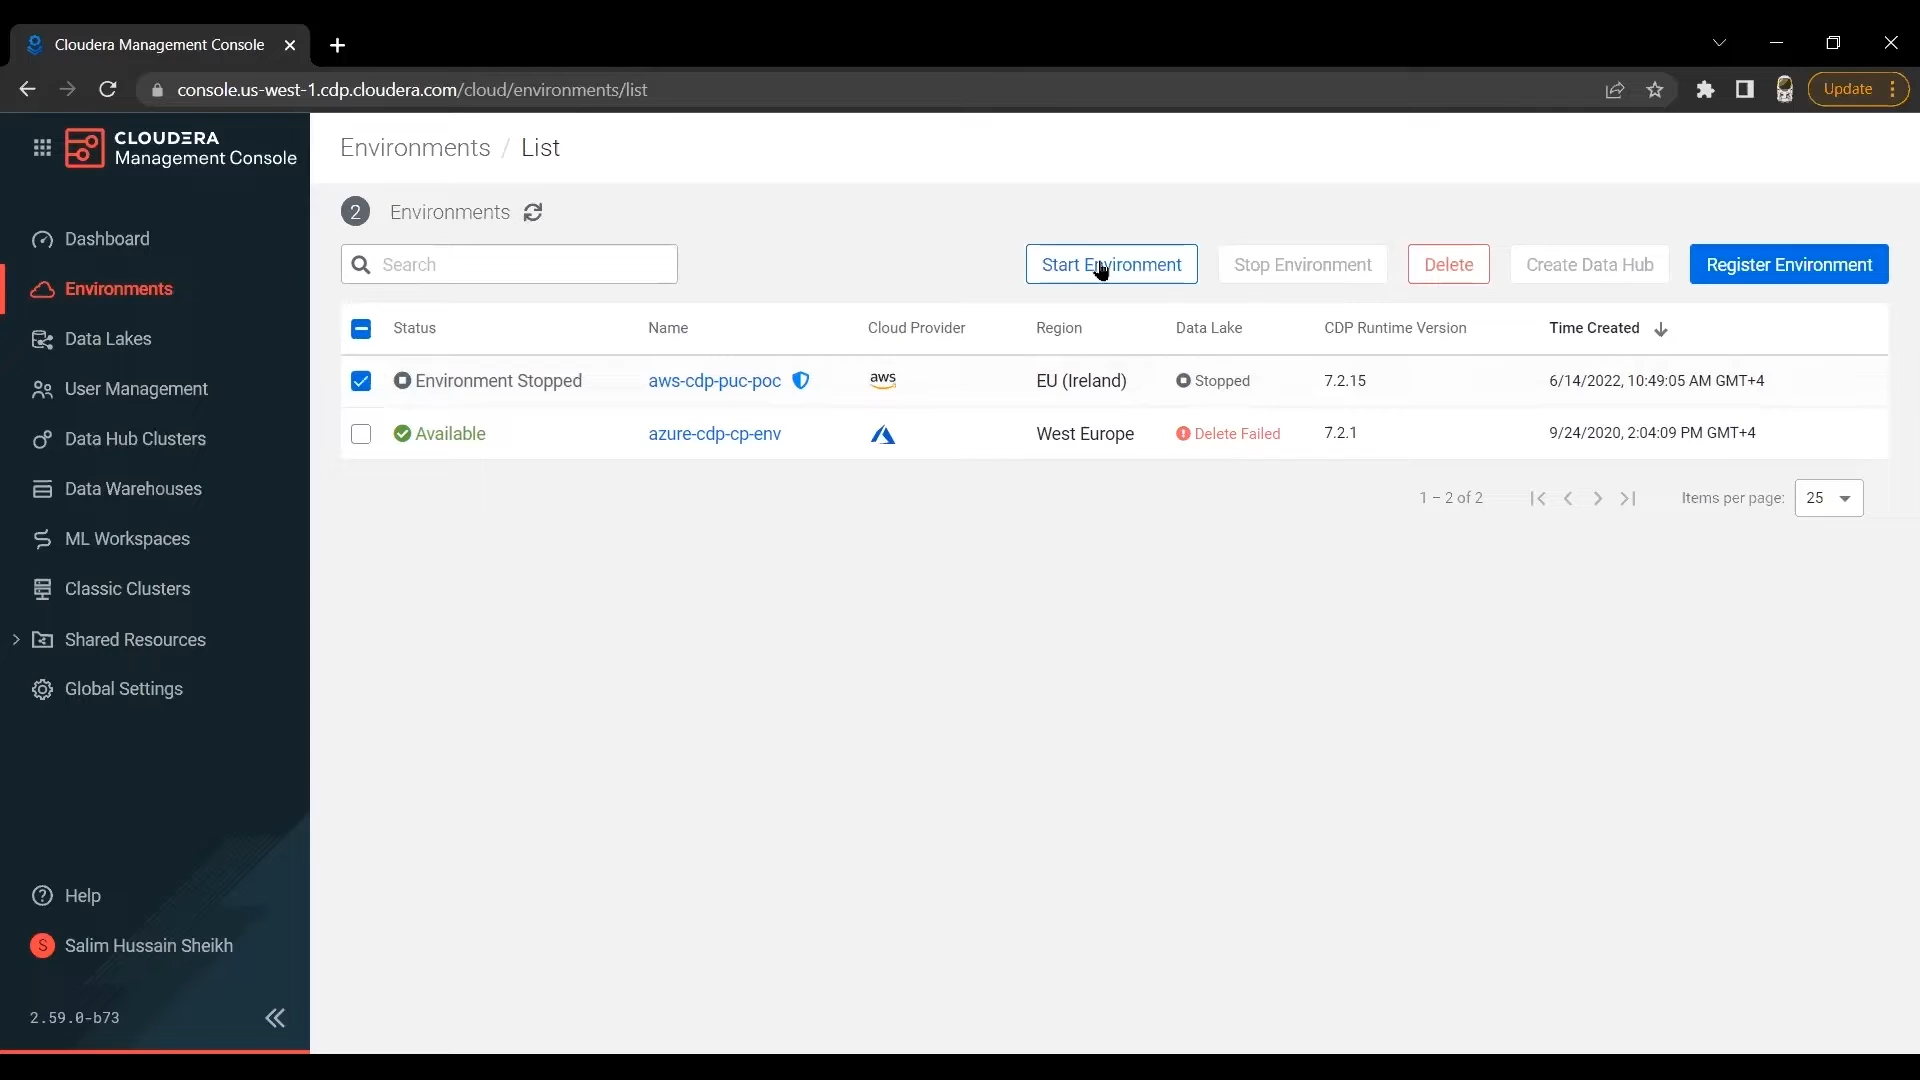 Cloudera Management Console
console.us-west-1.cdp.cloudera.com/cloud/environments/list
Update
CLOUDERA
Management Console
Dashboard
Environments
Data Lakes
User Management
Data Hub Clusters
Data Warehouses
ML Workspaces
Classic Clusters
Shared Resources
Global Settings
Help
S Salim Hussain Sheikh
2.59.0-b73
Environments / List
2 Environments
Search
Start Environment Stop Environment Delete Create Data Hub Register Environment
Status Name Cloud Provider Region Data Lake CDP Runtime Version Time Created
Environment Stopped aws-cdp-puc-poc aws EU (Ireland) Stopped 7.2.15 6/14/2022, 10:49:05 AM GMT+4
Available azure-cdp-cp-env West Europe Delete Failed 7.2.1 9/24/2020, 2:04:09 PM GMT+4
1 – 2 of 2 Items per page: 25